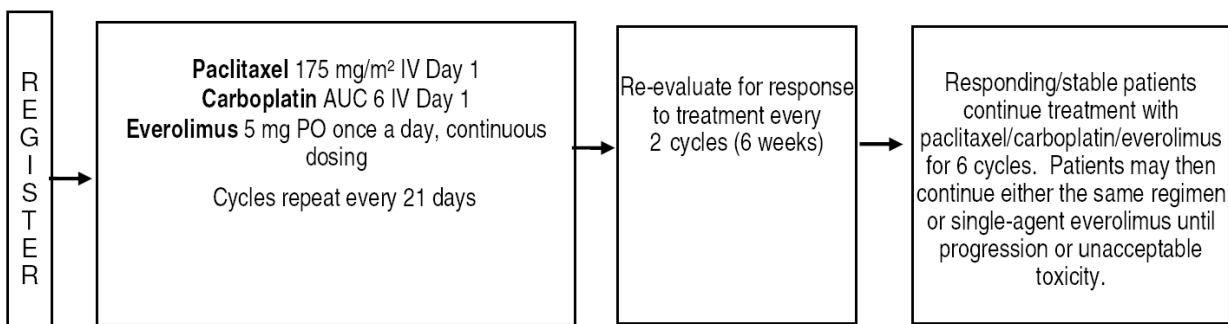 REGISTER
Paclitaxel 175 mg/m² IV Day 1
Carboplatin AUC 6 IV Day 1
Everolimus 5 mg PO once a day, continuous
dosing
Cycles repeat every 21 days
Re-evaluate for response
to treatment every
2 cycles (6 weeks)
Responding/stable patients
continue treatment with
paclitaxel/carboplatin/everolimus
for 6 cycles.  Patients may then
continue either the same regimen
or single-agent everolimus until
progression or unacceptable
toxicity.